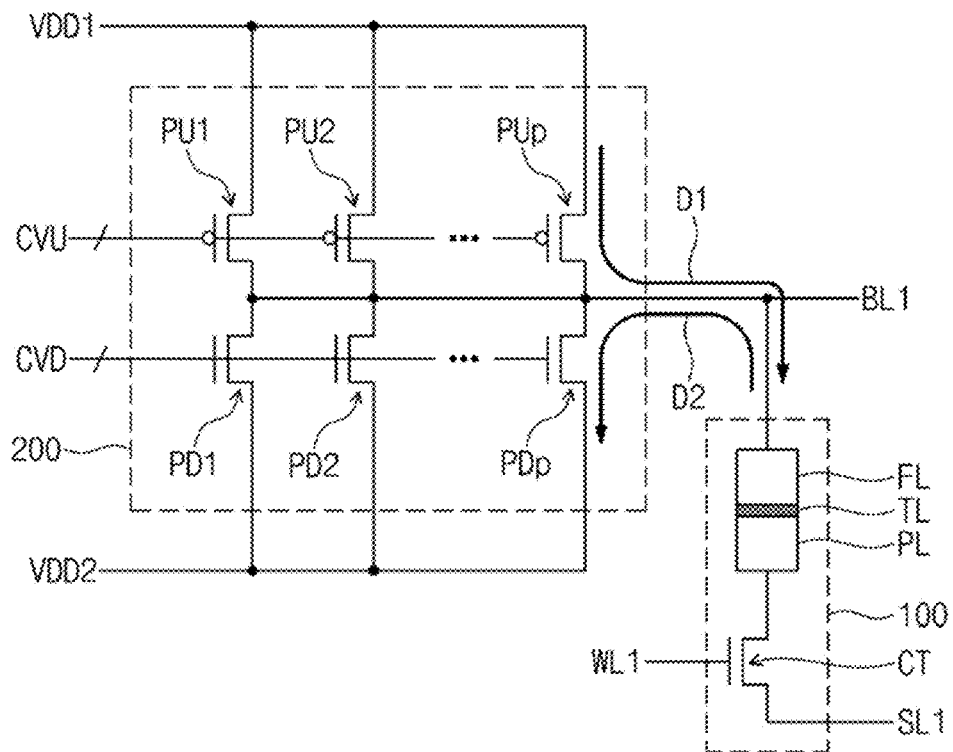 VDD1
PU1 PU2 PUp
D1
CVU ...
BL1
CVD ...
D2
200 PD1 PD2 PDp
FL
TL
PL
VDD2
100
WL1 CT
SL1